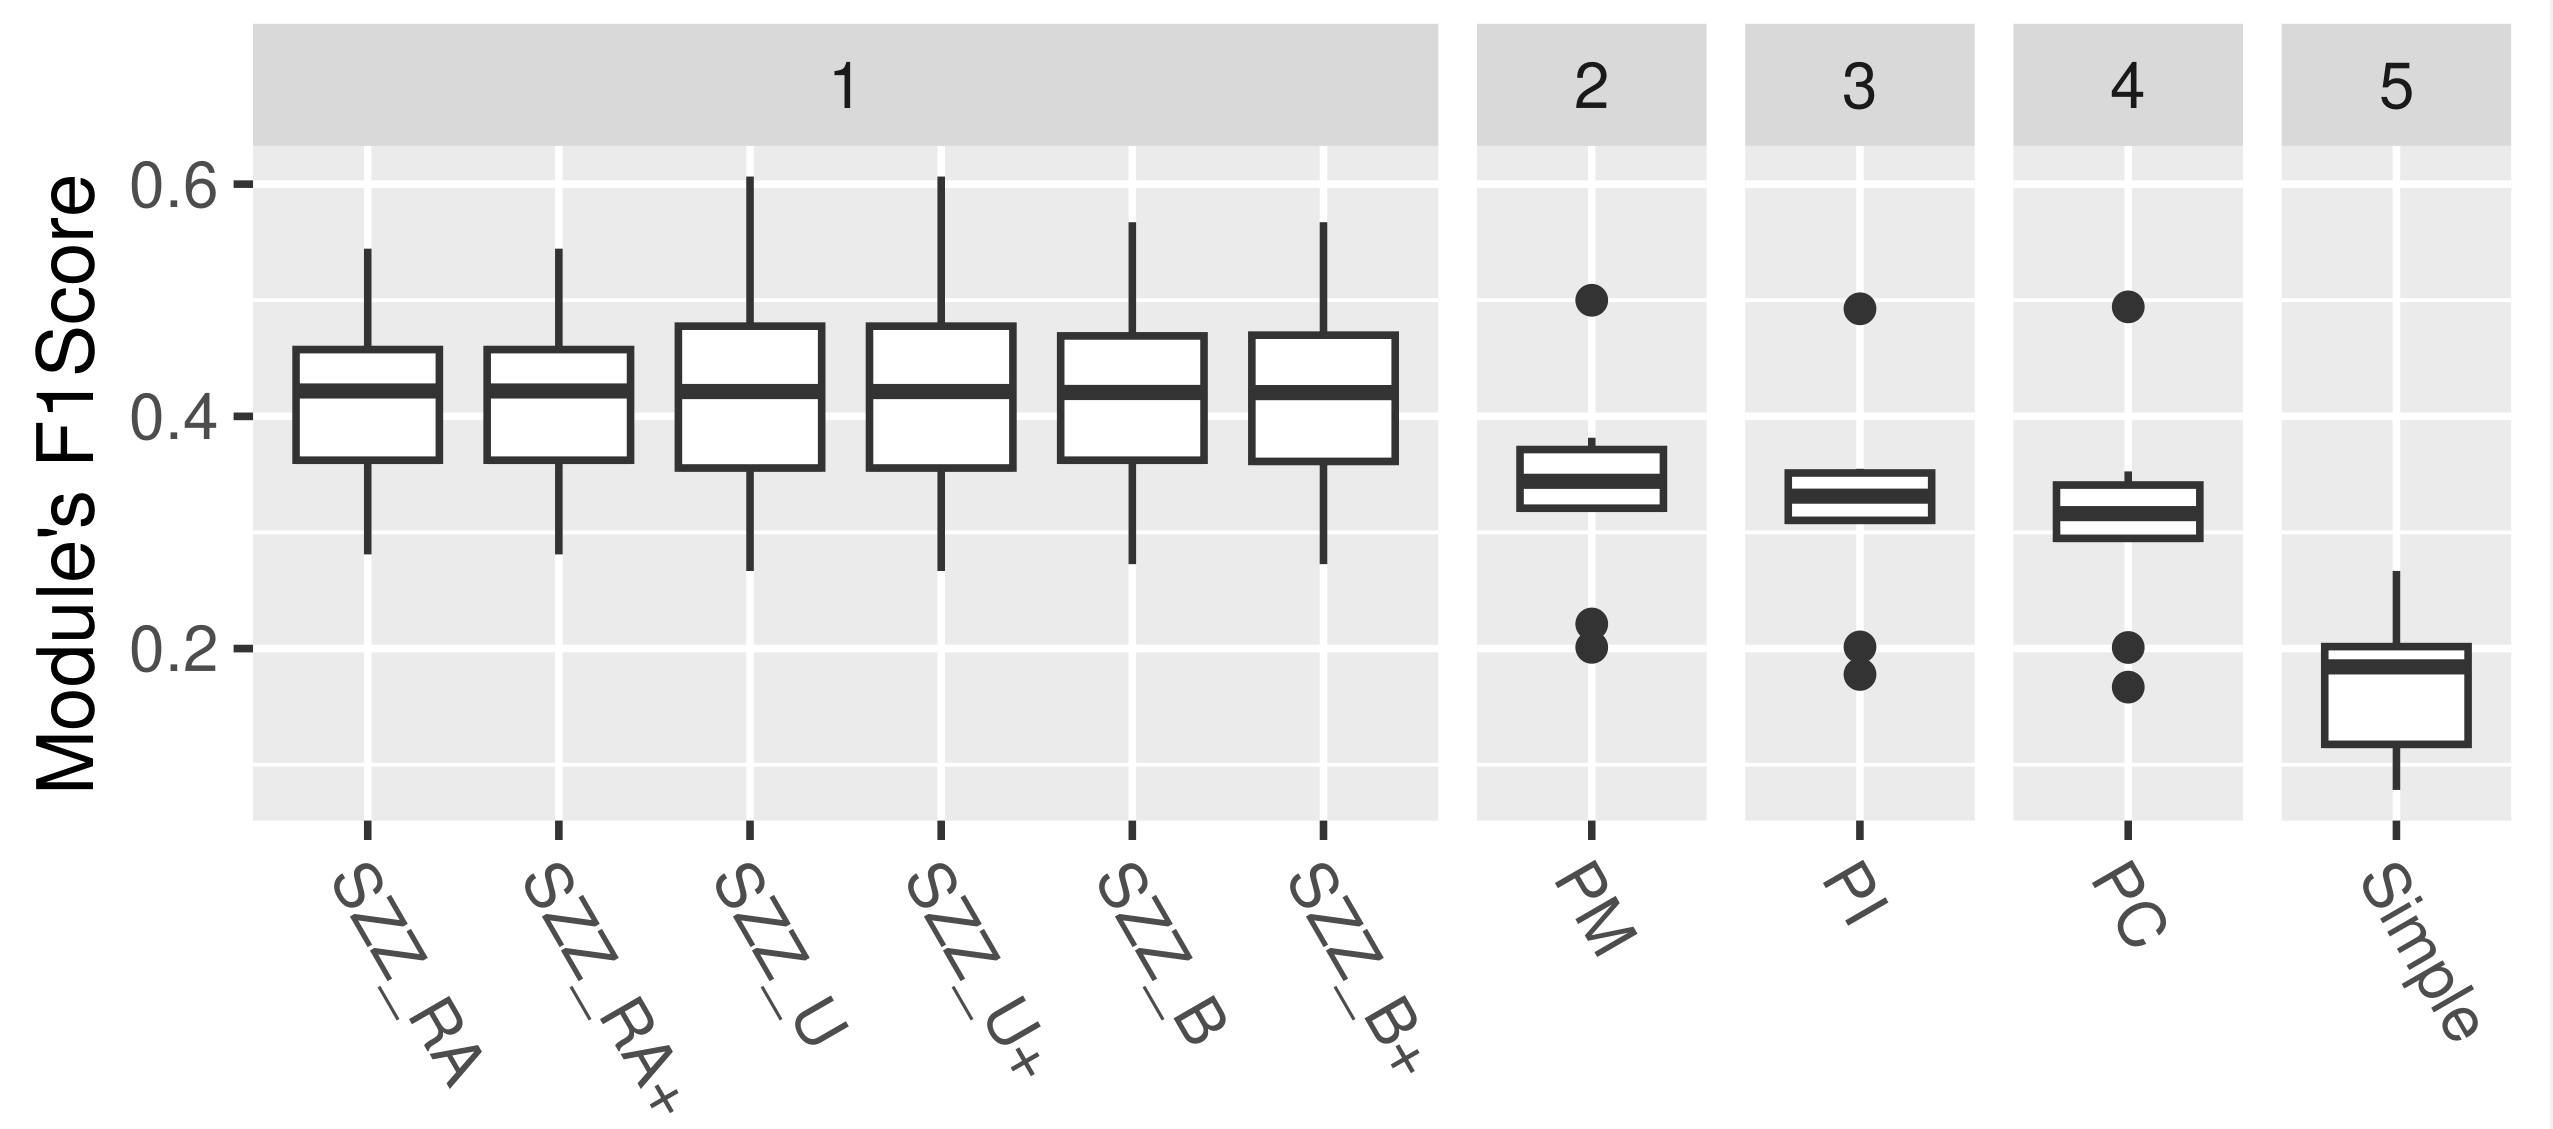 1 2 3 4 5
Module's F1Score
0.6
0.4
0.2
SZZ_RA
SZZ_RA+
SZZ_U
SZZ_U+
SZZ_B
SZZ_B+
PM
PI
PC
Simple